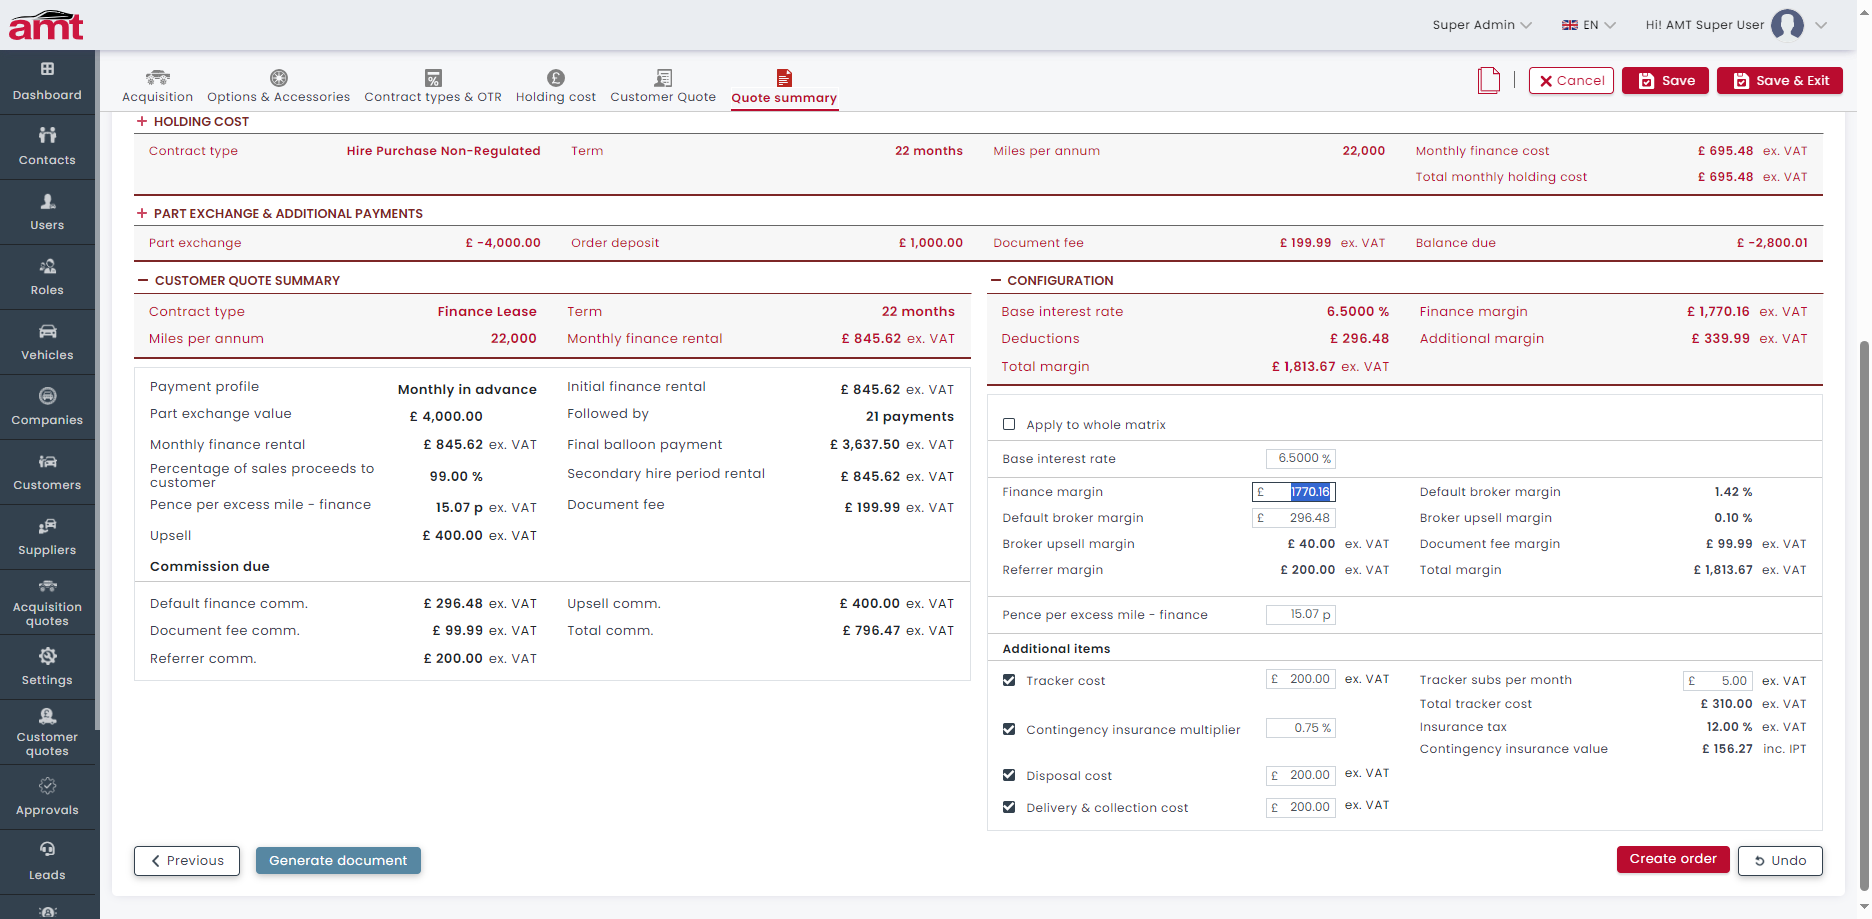 amt
Super Admin
EN
Hi! AMT Super User
Dashboard
Contacts
Users
Roles
Vehicles
Companies
Customers
Suppliers
Acquisition
quotes
Settings
Customer
quotes
Approvals
Leads
Acquisition
Options & Accessories
Contract types & OTR
Holding cost
Customer Quote
Quote summary
Cancel
Save
Save & Exit
HOLDING COST
Contract type Hire Purchase Non-Regulated Term 22 months Miles per annum 22,000 Monthly finance cost £ 695.48 ex. VAT
Total monthly holding cost £ 695.48 ex. VAT
PART EXCHANGE & ADDITIONAL PAYMENTS
Part exchange £ -4,000.00 Order deposit £ 1,000.00 Document fee £ 199.99 ex. VAT Balance due £ -2,800.01
CUSTOMER QUOTE SUMMARY
Contract type Finance Lease Term 22 months
Miles per annum 22,000 Monthly finance rental £ 845.62 ex. VAT
Payment profile Monthly in advance Initial finance rental £ 845.62 ex. VAT
Part exchange value £ 4,000.00 Followed by 21 payments
Monthly finance rental £ 845.62 ex. VAT Final balloon payment £ 3,637.50 ex. VAT
Percentage of sales proceeds to
customer 99.00 % Secondary hire period rental £ 845.62 ex. VAT
Pence per excess mile - finance 15.07 p ex. VAT Document fee £ 199.99 ex. VAT
Upsell £ 400.00 ex. VAT
Commission due
Default finance comm. £ 296.48 ex. VAT Upsell comm. £ 400.00 ex. VAT
Document fee comm. £ 99.99 ex. VAT Total comm. £ 796.47 ex. VAT
Referrer comm. £ 200.00 ex. VAT
CONFIGURATION
Base interest rate 6.5000 % Finance margin £ 1,770.16 ex. VAT
Deductions £ 296.48 Additional margin £ 339.99 ex. VAT
Total margin £ 1,813.67 ex. VAT
Apply to whole matrix
Base interest rate 6.5000 %
Finance margin £ 1770.16 Default broker margin 1.42 %
Default broker margin £ 296.48 Broker upsell margin 0.10 %
Broker upsell margin £ 40.00 ex. VAT Document fee margin £ 99.99 ex. VAT
Referrer margin £ 200.00 ex. VAT Total margin £ 1,813.67 ex. VAT
Pence per excess mile - finance 15.07 p
Additional items
Tracker cost £ 200.00 ex. VAT Tracker subs per month £ 5.00 ex. VAT
Total tracker cost £ 310.00 ex. VAT
Contingency insurance multiplier 0.75 % Insurance tax 12.00 % ex. VAT
Contingency insurance value £ 156.27 inc. IPT
Disposal cost £ 200.00 ex. VAT
Delivery & collection cost £ 200.00 ex. VAT
Previous
Generate document
Create order
Undo